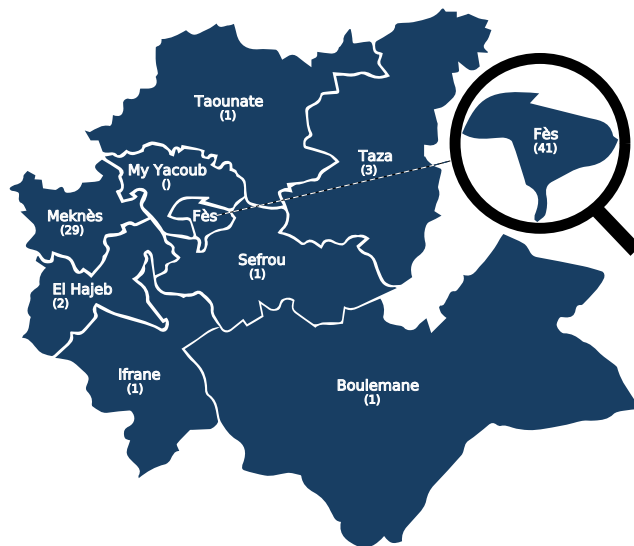 Taounate
(1)
Fès
(41)
Taza
(3)
My Yacoub
()
Meknès
(29)
Fès
Sefrou
(1)
El Hajeb
(2)
Ifrane
(1)
Boulemane
(1)